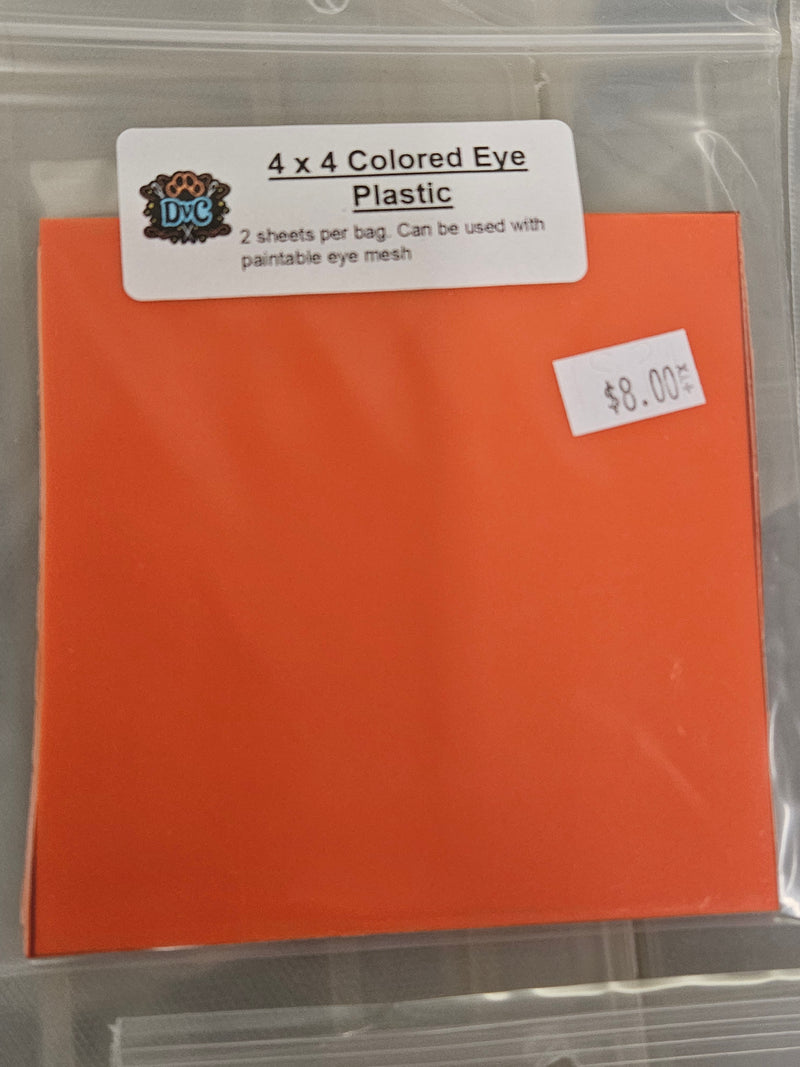 4 x 4 Colored Eye
Plastic
DvC
2 sheets per bag. Can be used with
paintable eye mesh
$8.00